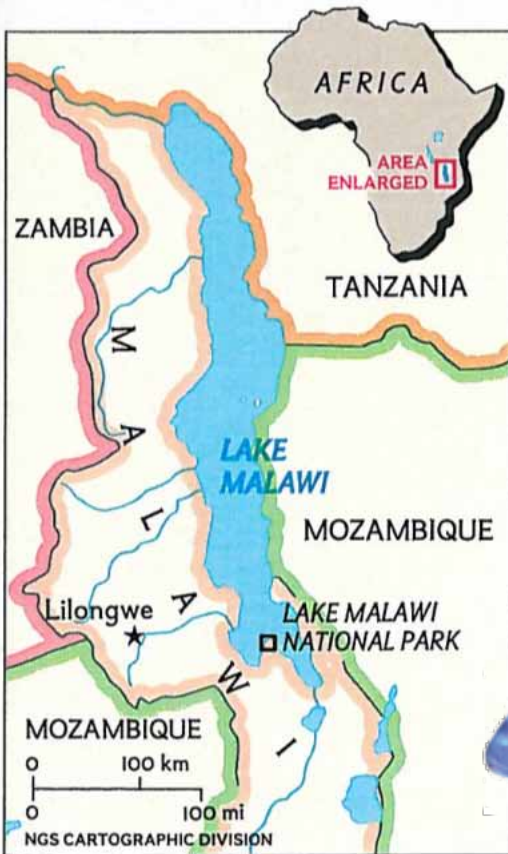 AFRICA
AREA
ENLARGED
ZAMBIA
TANZANIA
MALAWI
LAKE
MALAWI
MOZAMBIQUE
Lilongwe
LAKE MALAWI
NATIONAL PARK
MOZAMBIQUE
0 100 km
0 100 mi
NGS CARTOGRAPHIC DIVISION